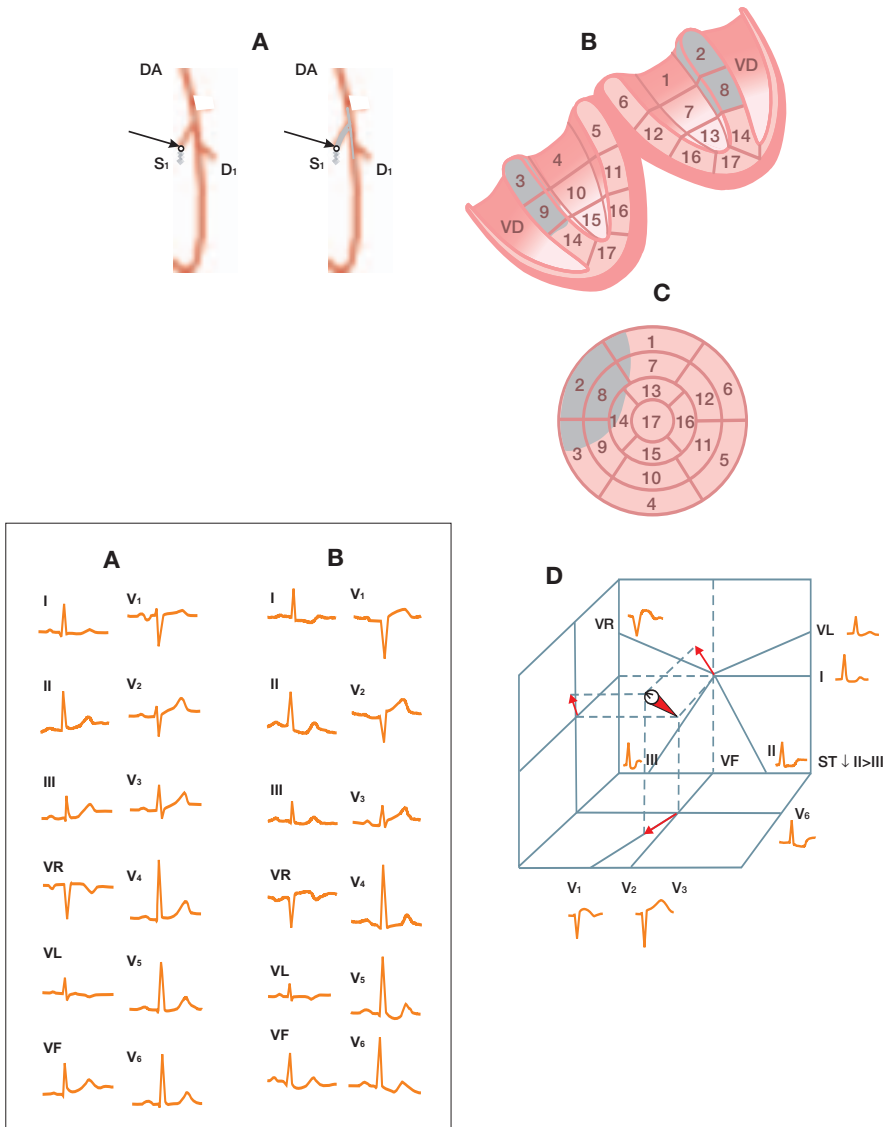 A
DA
DA
S1
D1
S1
D1
B
1
2
VD
8
7
6
5
12
13
14
16
17
4
3
11
10
9
15
16
VD
14
17
C
1
7
2
8
13
12
6
14
17
16
3
9
15
11
5
10
4
A
B
I
V1
I
V1
II
V2
II
V2
III
V3
III
V3
VR
V4
VR
V4
VL
V5
VL
V5
VF
V6
VF
V6
D
VR
VL
I
III
VF
II
ST ↓ II>III
V6
V1
V2
V3